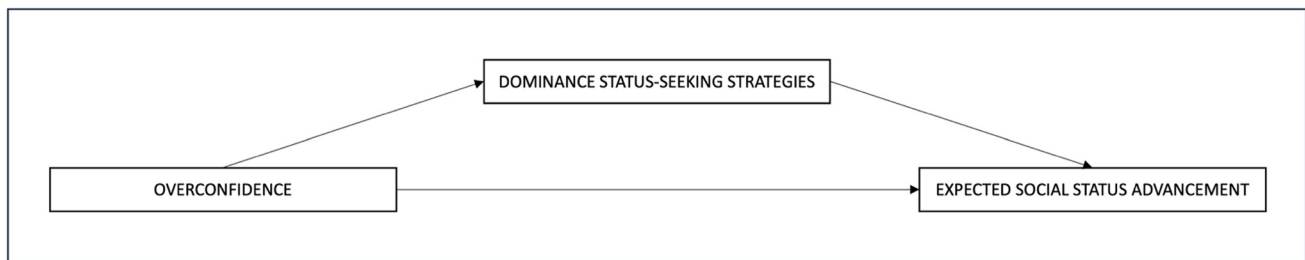 DOMINANCE STATUS-SEEKING STRATEGIES
OVERCONFIDENCE
EXPECTED SOCIAL STATUS ADVANCEMENT